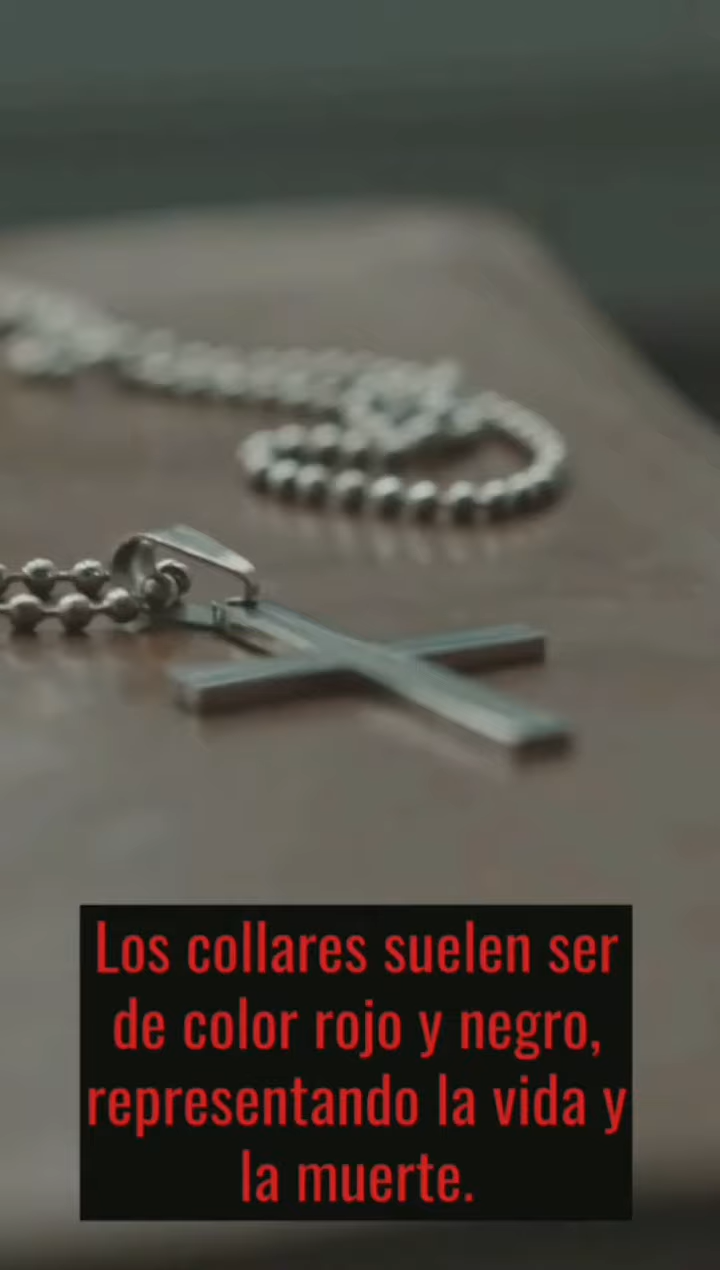 Los collares suelen ser
de color rojo y negro,
representando la vida y
la muerte.